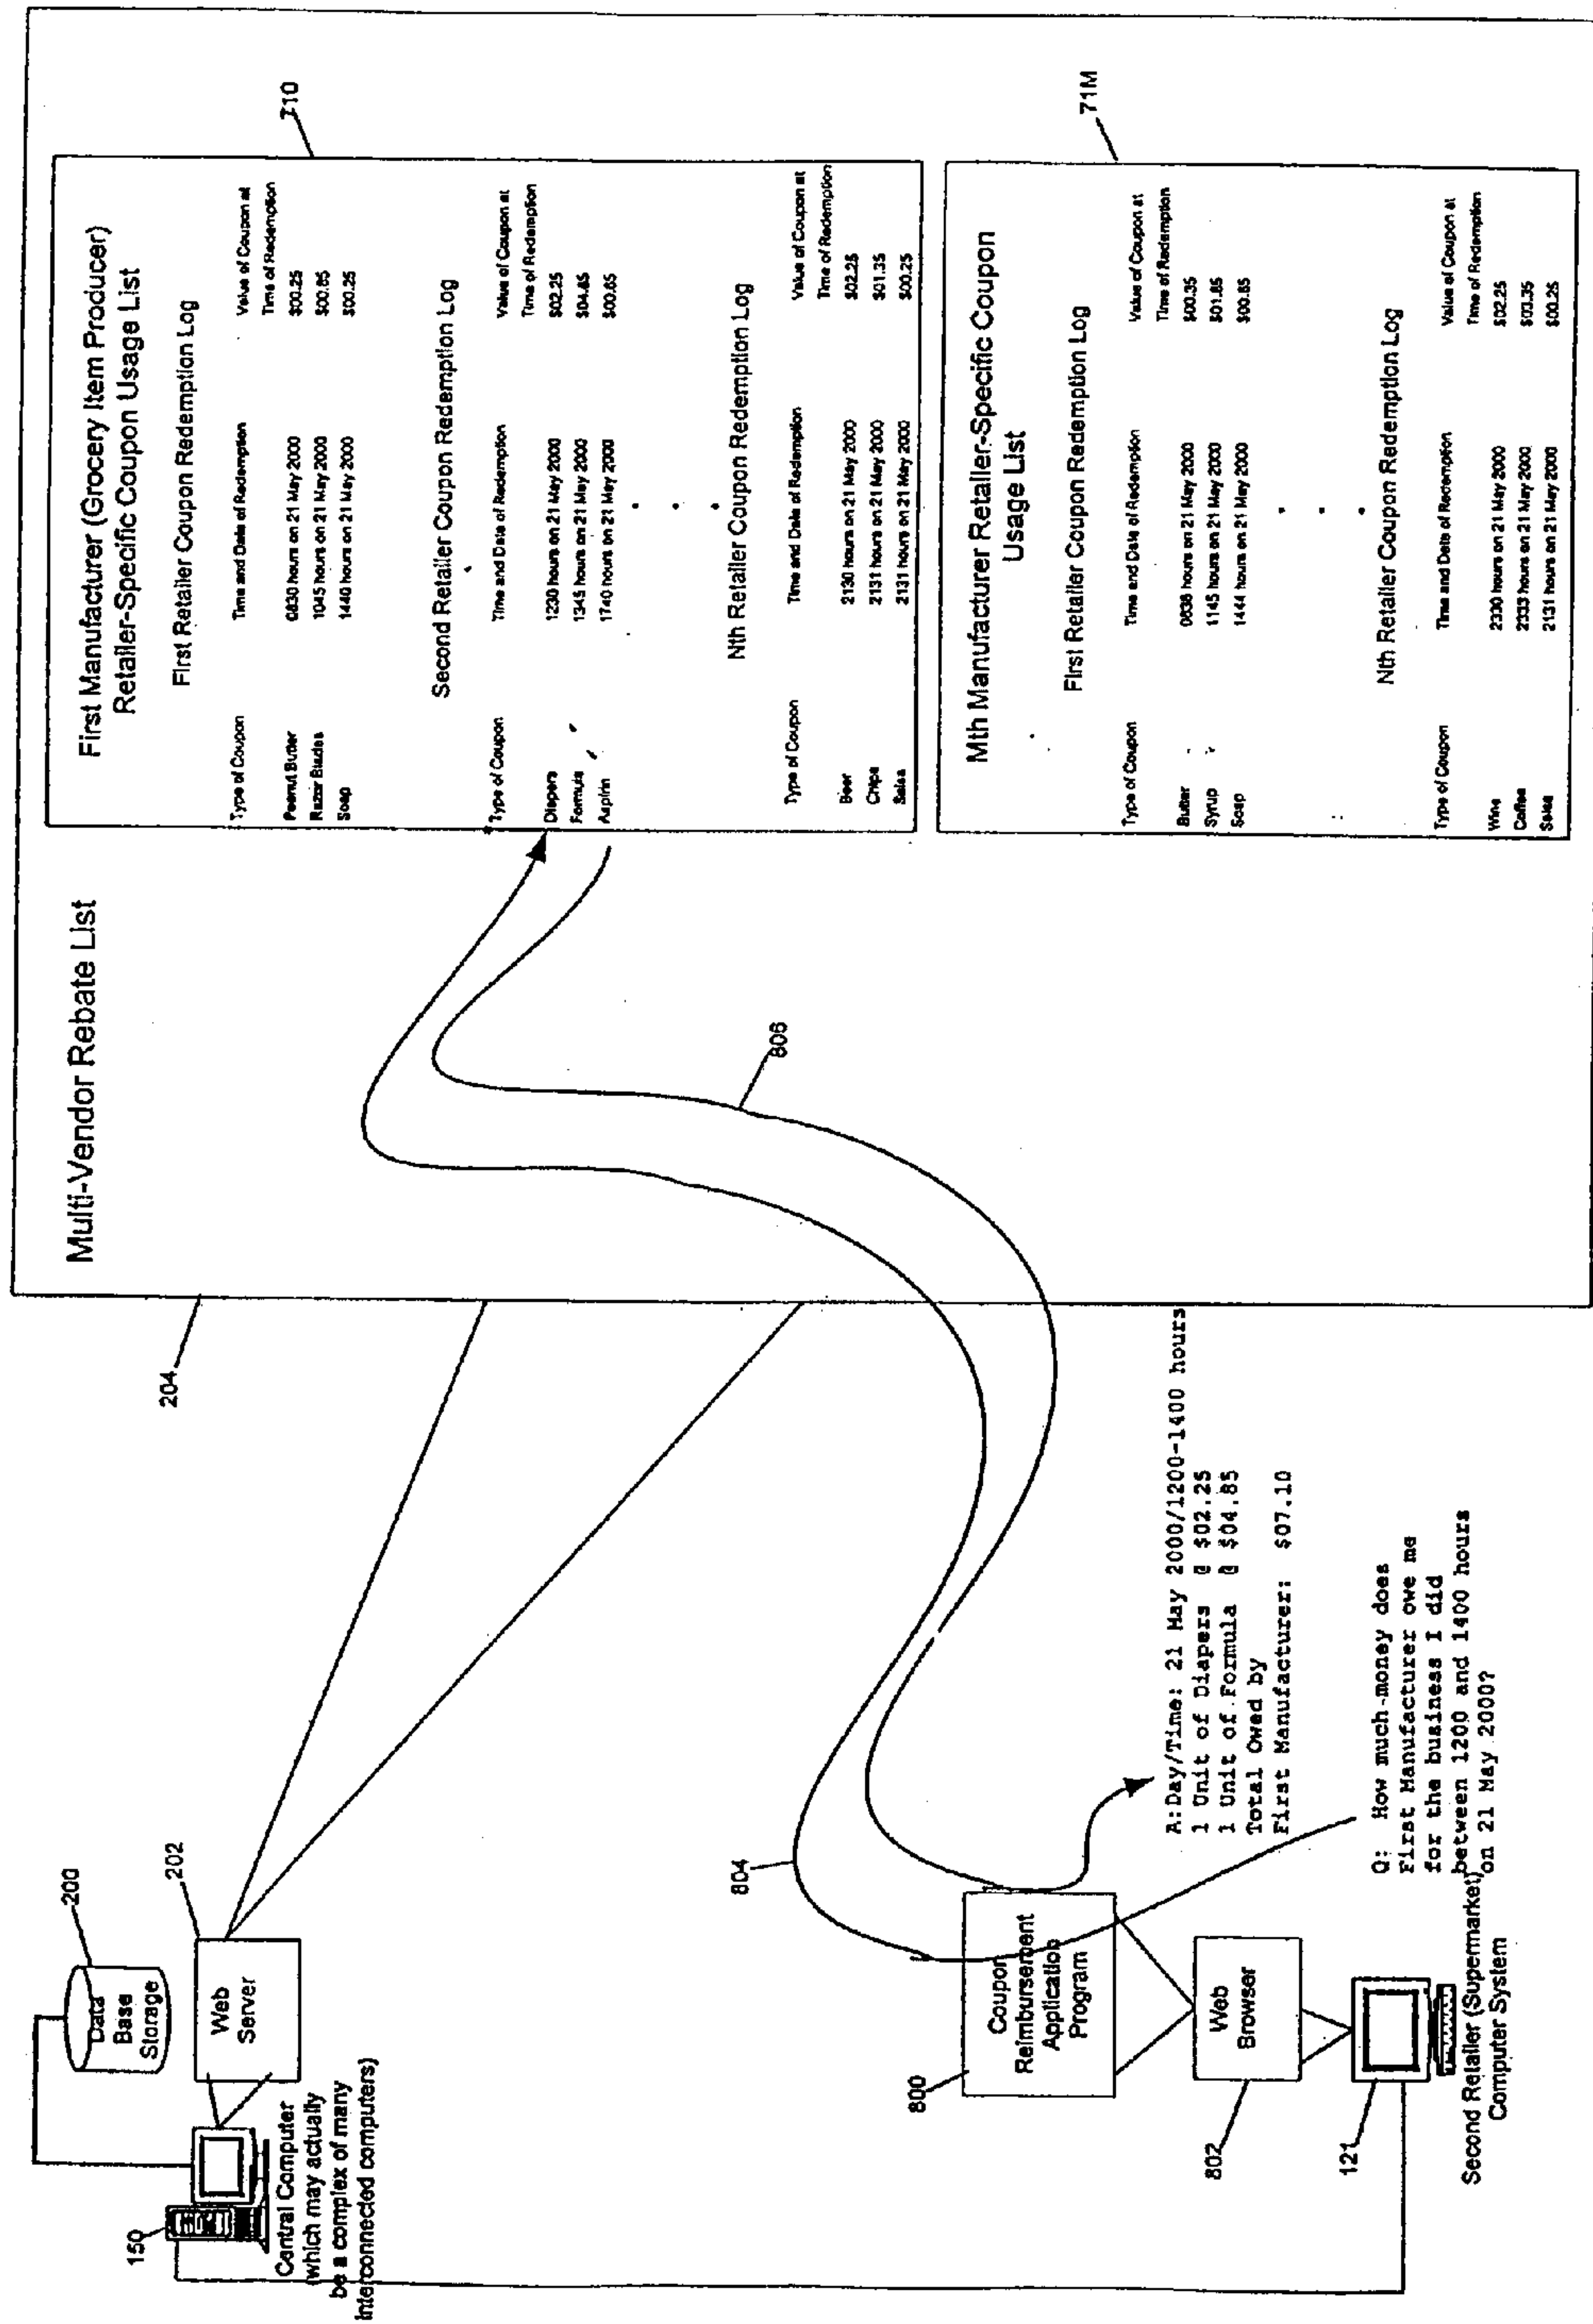 150
200
Data
Base
Storage
202
Web
Server
Central Computer
(which may actually
be a complex of many
interconnected computers)
204
Multi-Vendor Rebate List
710
First Manufacturer (Grocery Item Producer)
Retailer-Specific Coupon Usage List
First Retailer Coupon Redemption Log
Type of Coupon Time and Date of Redemption Value of Coupon at
Time of Redemption
Peanut Butter 0830 hours on 21 May 2000 $00.25
Razor Blades 1045 hours on 21 May 2000 $00.85
Soap 1440 hours on 21 May 2000 $00.25
Second Retailer Coupon Redemption Log
Type of Coupon Time and Date of Redemption Value of Coupon at
Time of Redemption
Diapers 1230 hours on 21 May 2000 $02.25
Formula 1345 hours on 21 May 2000 $04.85
Aspirin 1740 hours on 21 May 2000 $00.65
Nth Retailer Coupon Redemption Log
Type of Coupon Time and Date of Redemption Value of Coupon at
Time of Redemption
Beer 2130 hours on 21 May 2000 $02.25
Chips 2131 hours on 21 May 2000 $01.35
Salsa 2131 hours on 21 May 2000 $00.25
71M
Mth Manufacturer Retailer-Specific Coupon
Usage List
First Retailer Coupon Redemption Log
Type of Coupon Time and Date of Redemption Value of Coupon at
Time of Redemption
Butter 0838 hours on 21 May 2000 $00.35
Syrup 1145 hours on 21 May 2000 $01.85
Soap 1444 hours on 21 May 2000 $00.85
Nth Retailer Coupon Redemption Log
Type of Coupon Time and Date of Redemption Value of Coupon at
Time of Redemption
Wine 2330 hours on 21 May 2000 $02.25
Coffee 2333 hours on 21 May 2000 $03.35
Salsa 2131 hours on 21 May 2000 $00.25
806
804
800
Coupon
Reimbursement
Application
Program
802
Web
Browser
121
Second Retailer (Supermarket)
Computer System
A:Day/Time: 21 May 2000/1200-1400 hours
1 Unit of Diapers @ $02.25
1 Unit of Formula @ $04.85
Total Owed by
First Manufacturer: $07.10
Q: How much money does
First Manufacturer owe me
for the business I did
between 1200 and 1400 hours
on 21 May 2000?